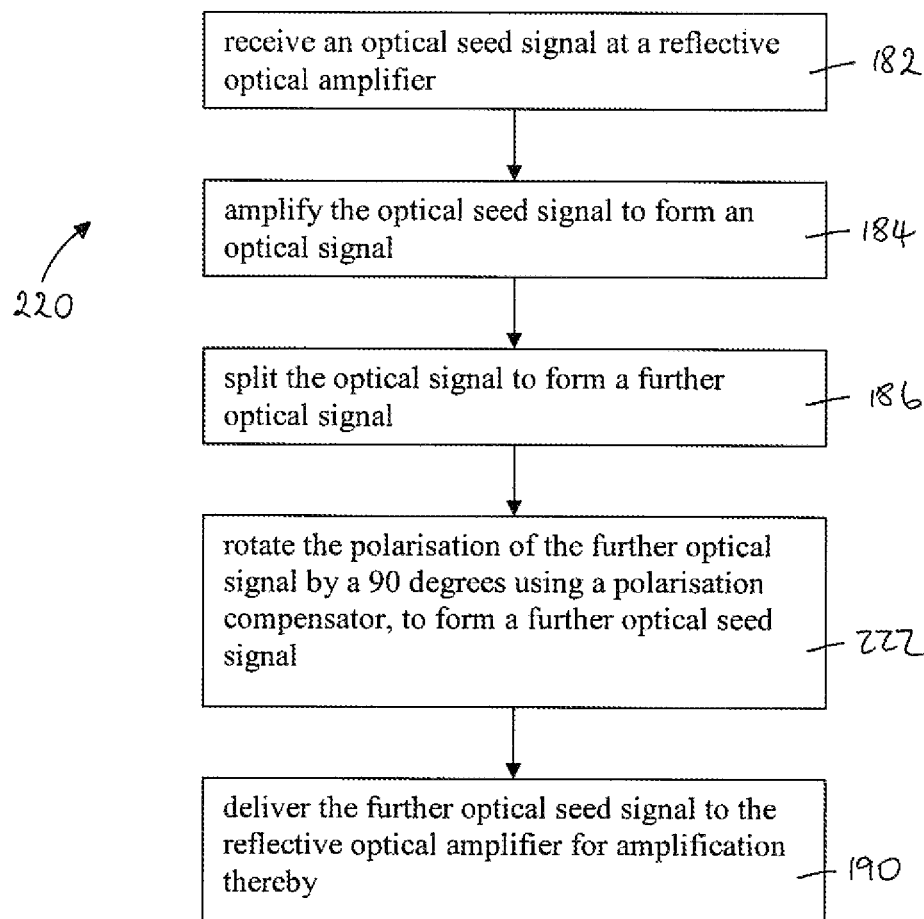 receive an optical seed signal at a reflective
optical amplifier
182
amplify the optical seed signal to form an
optical signal
184
220
split the optical signal to form a further
optical signal
186
rotate the polarisation of the further optical
signal by a 90 degrees using a polarisation
compensator, to form a further optical seed
signal
222
deliver the further optical seed signal to the
reflective optical amplifier for amplification
thereby
190